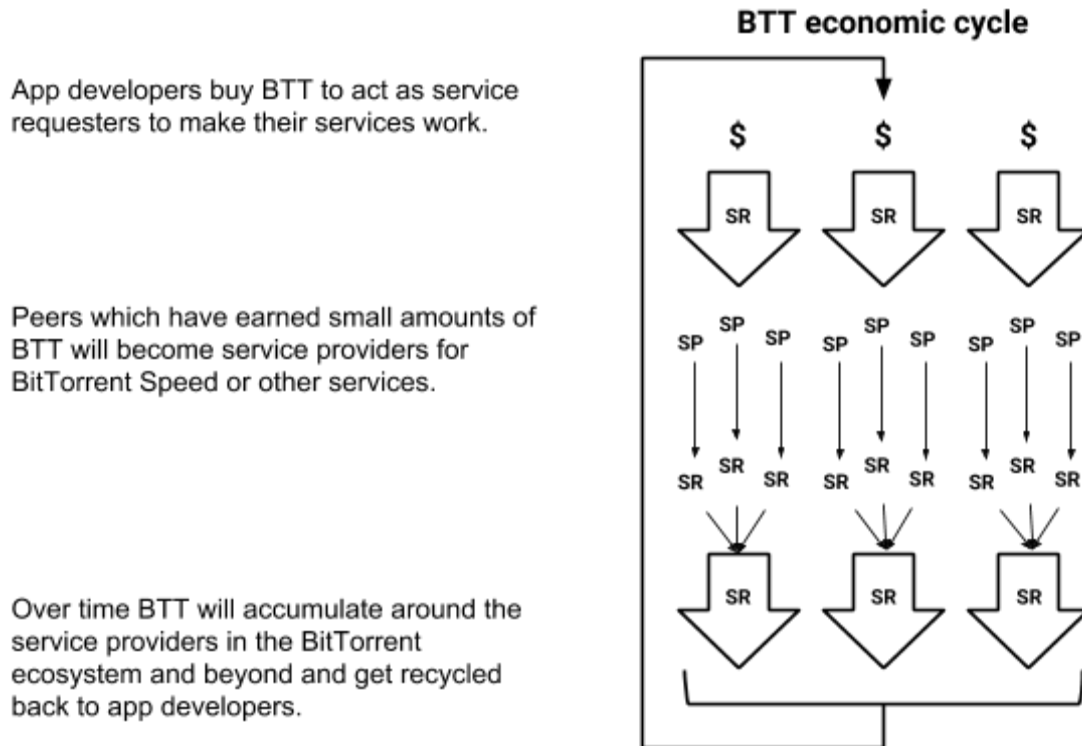 BTT economic cycle
App developers buy BTT to act as service
requesters to make their services work.
$ $ $
SR SR SR
Peers which have earned small amounts of
BTT will become service providers for
BitTorrent Speed or other services.
SP SP SP SP SP SP SP SP SP
SR SR SR SR SR SR SR SR SR
Over time BTT will accumulate around the
service providers in the BitTorrent
ecosystem and beyond and get recycled
back to app developers.
SR SR SR